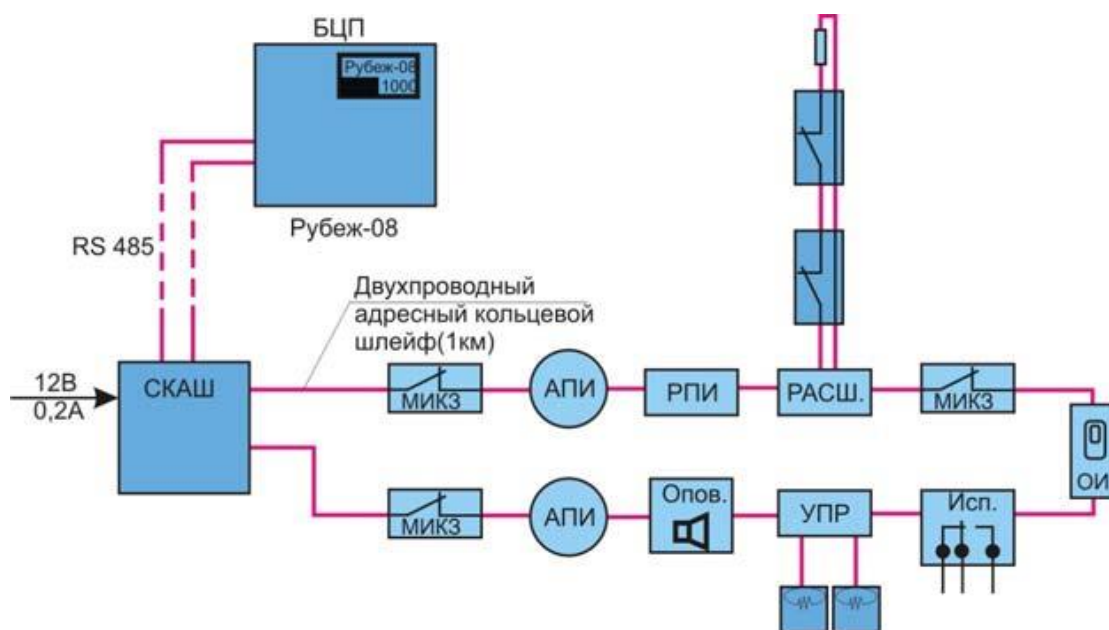 БЦП
Рубеж-08
1000
Рубеж-08
RS 485
Двухпроводный
адресный кольцевой
шлейф(1км)
12В
0,2А
СКАШ
МИКЗ
АПИ
РПИ
РАСШ.
МИКЗ
ОИ
МИКЗ
АПИ
Опов.
УПР
Исп.